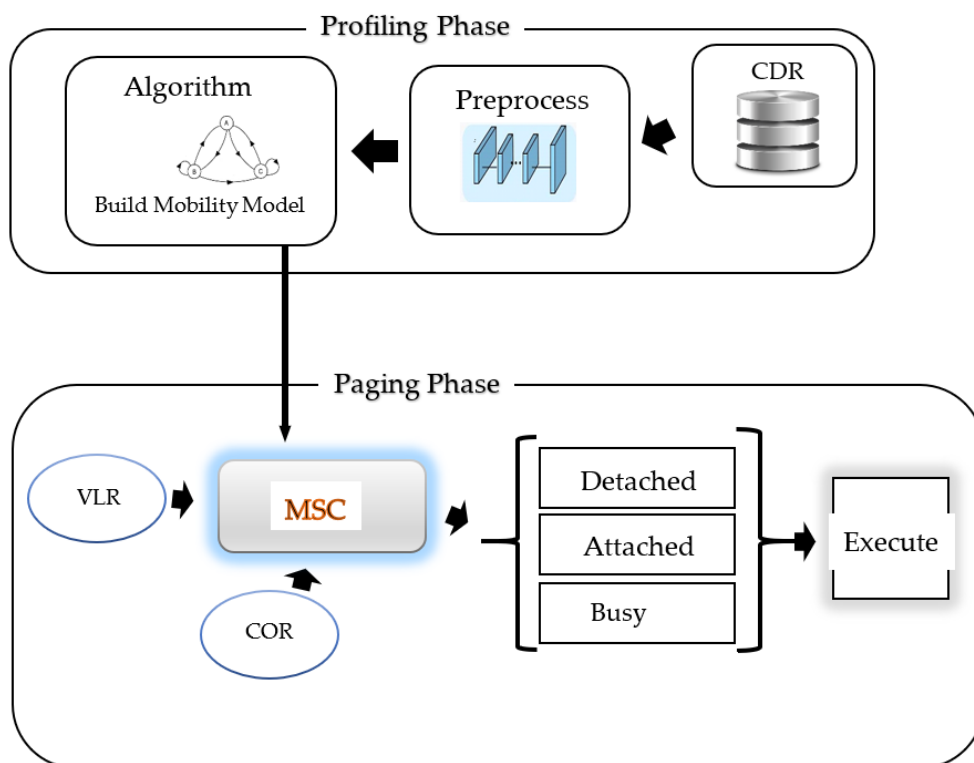 Profiling Phase
Algorithm
A
B
C
Build Mobility Model
Preprocess
CDR
Paging Phase
VLR
MSC
COR
Detached
Attached
Busy
Execute